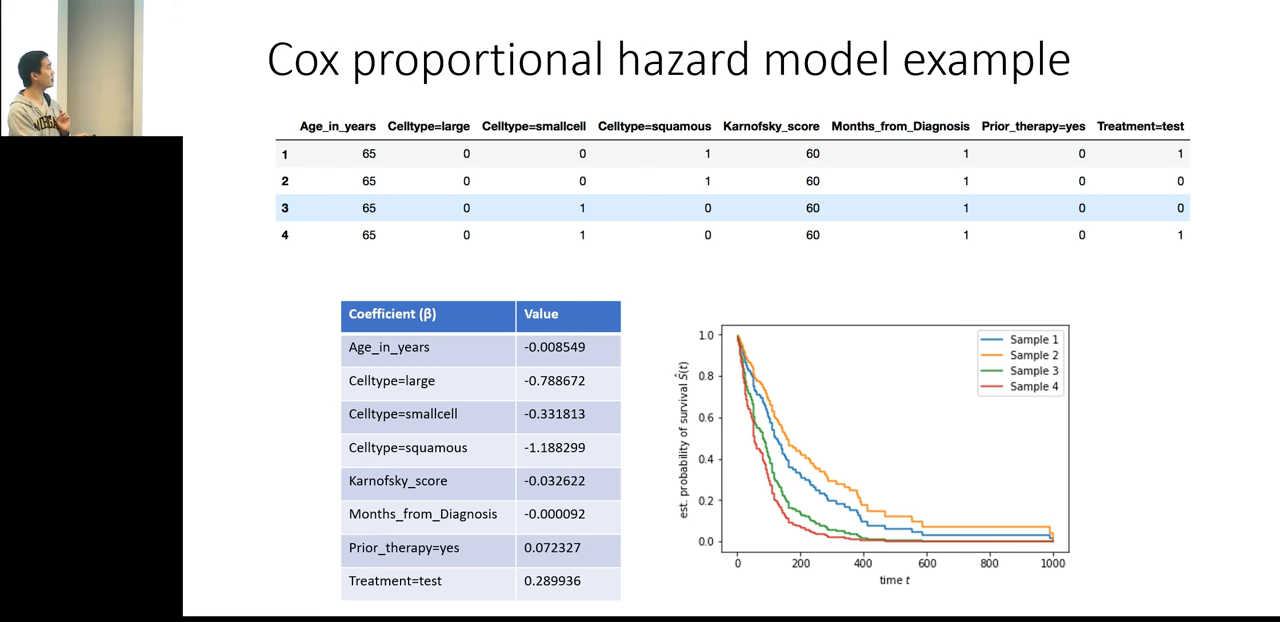 Cox proportional hazard model example
Age_in_years Celltype=large Celltype=smallcell Celltype=squamous Karnofsky_score Months_from_Diagnosis Prior_therapy=yes Treatment=test
1 65 0 0 1 60 1 0 1
2 65 0 0 1 60 1 0 0
3 65 0 1 0 60 1 0 0
4 65 0 1 0 60 1 0 1
Coefficient (β) Value
Age_in_years -0.008549
Celltype=large -0.788672
Celltype=smallcell -0.331813
Celltype=squamous -1.188299
Karnofsky_score -0.032622
Months_from_Diagnosis -0.000092
Prior_therapy=yes 0.072327
Treatment=test 0.289936
est. probability of survival Ŝ(t)
1.0
0.8
0.6
0.4
0.2
0.0
Sample 1
Sample 2
Sample 3
Sample 4
0 200 400 600 800 1000
time t